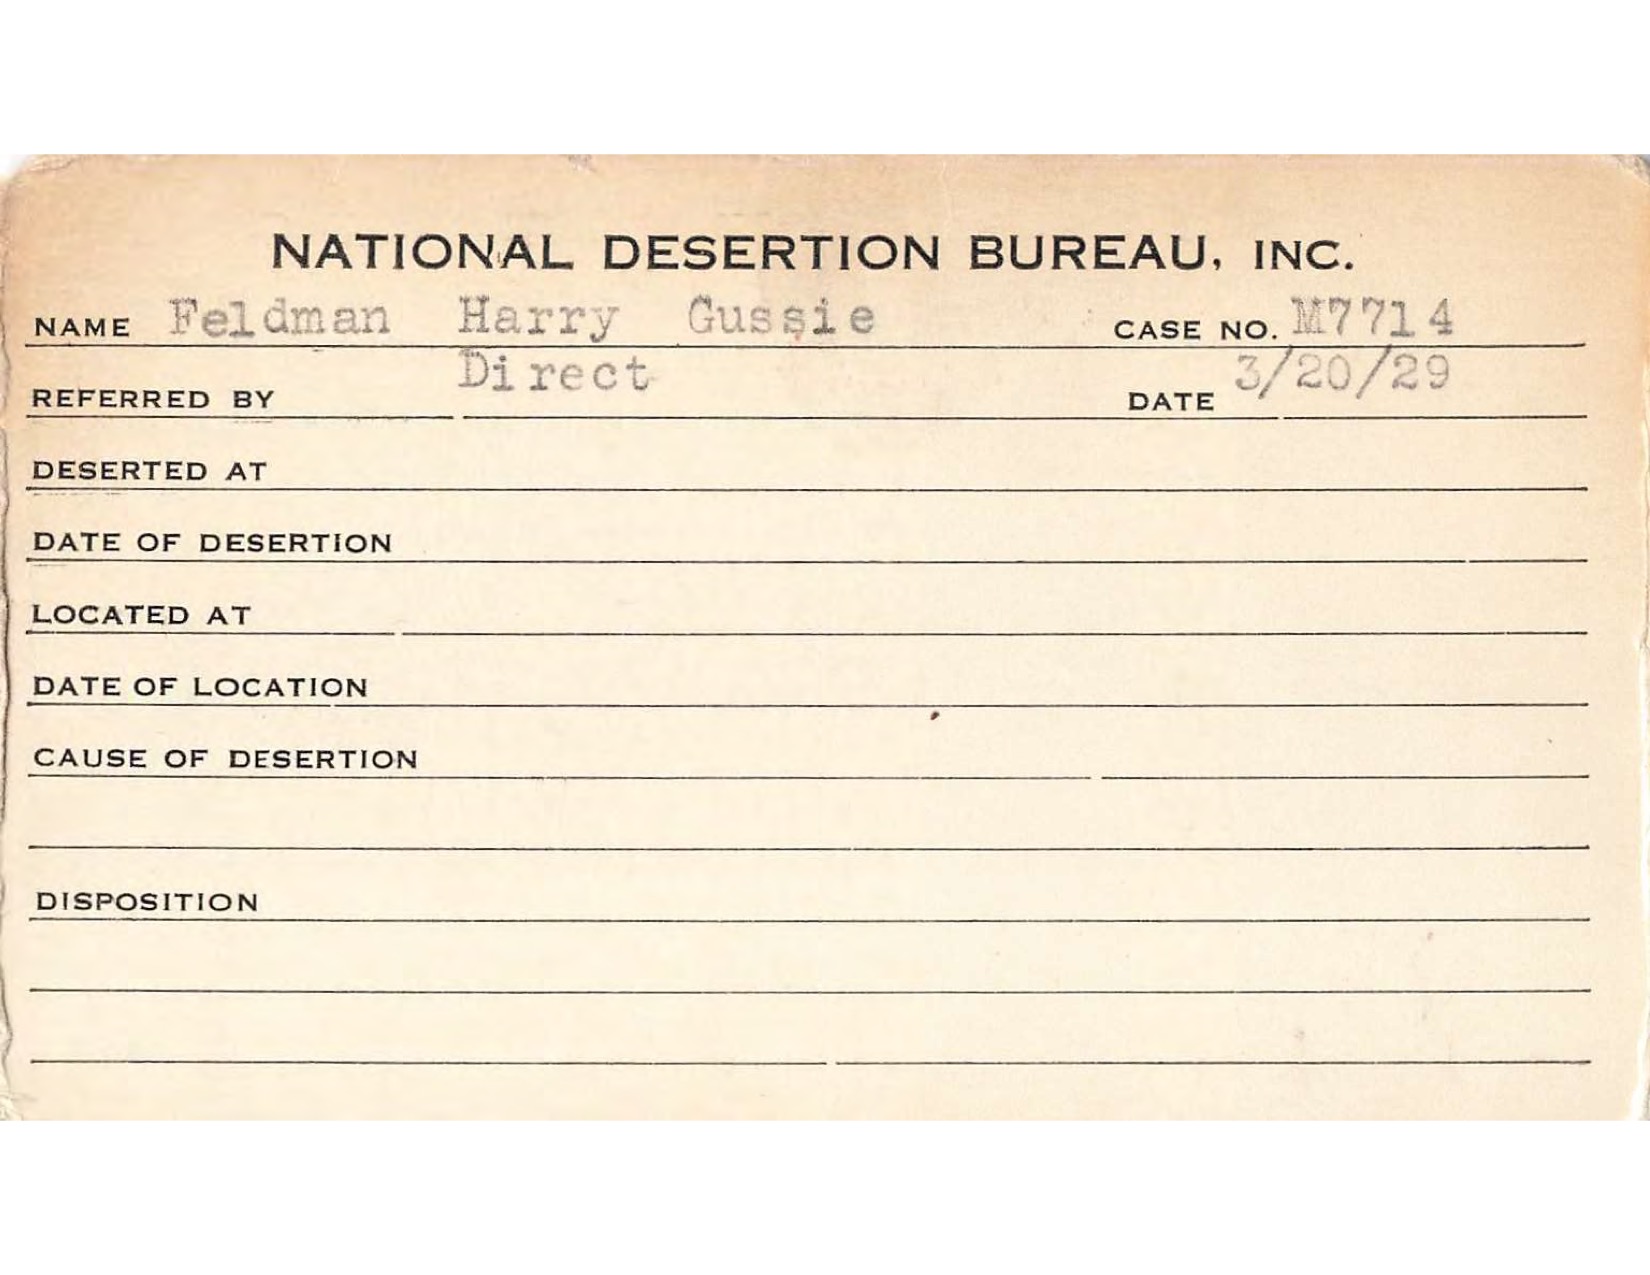 NATIONAL DESERTION BUREAU, INC.
NAME Feldman Harry Gussie CASE NO. M7714
REFERRED BY Direct DATE 3/20/29
DESERTED AT
DATE OF DESERTION
LOCATED AT
DATE OF LOCATION
CAUSE OF DESERTION
DISPOSITION